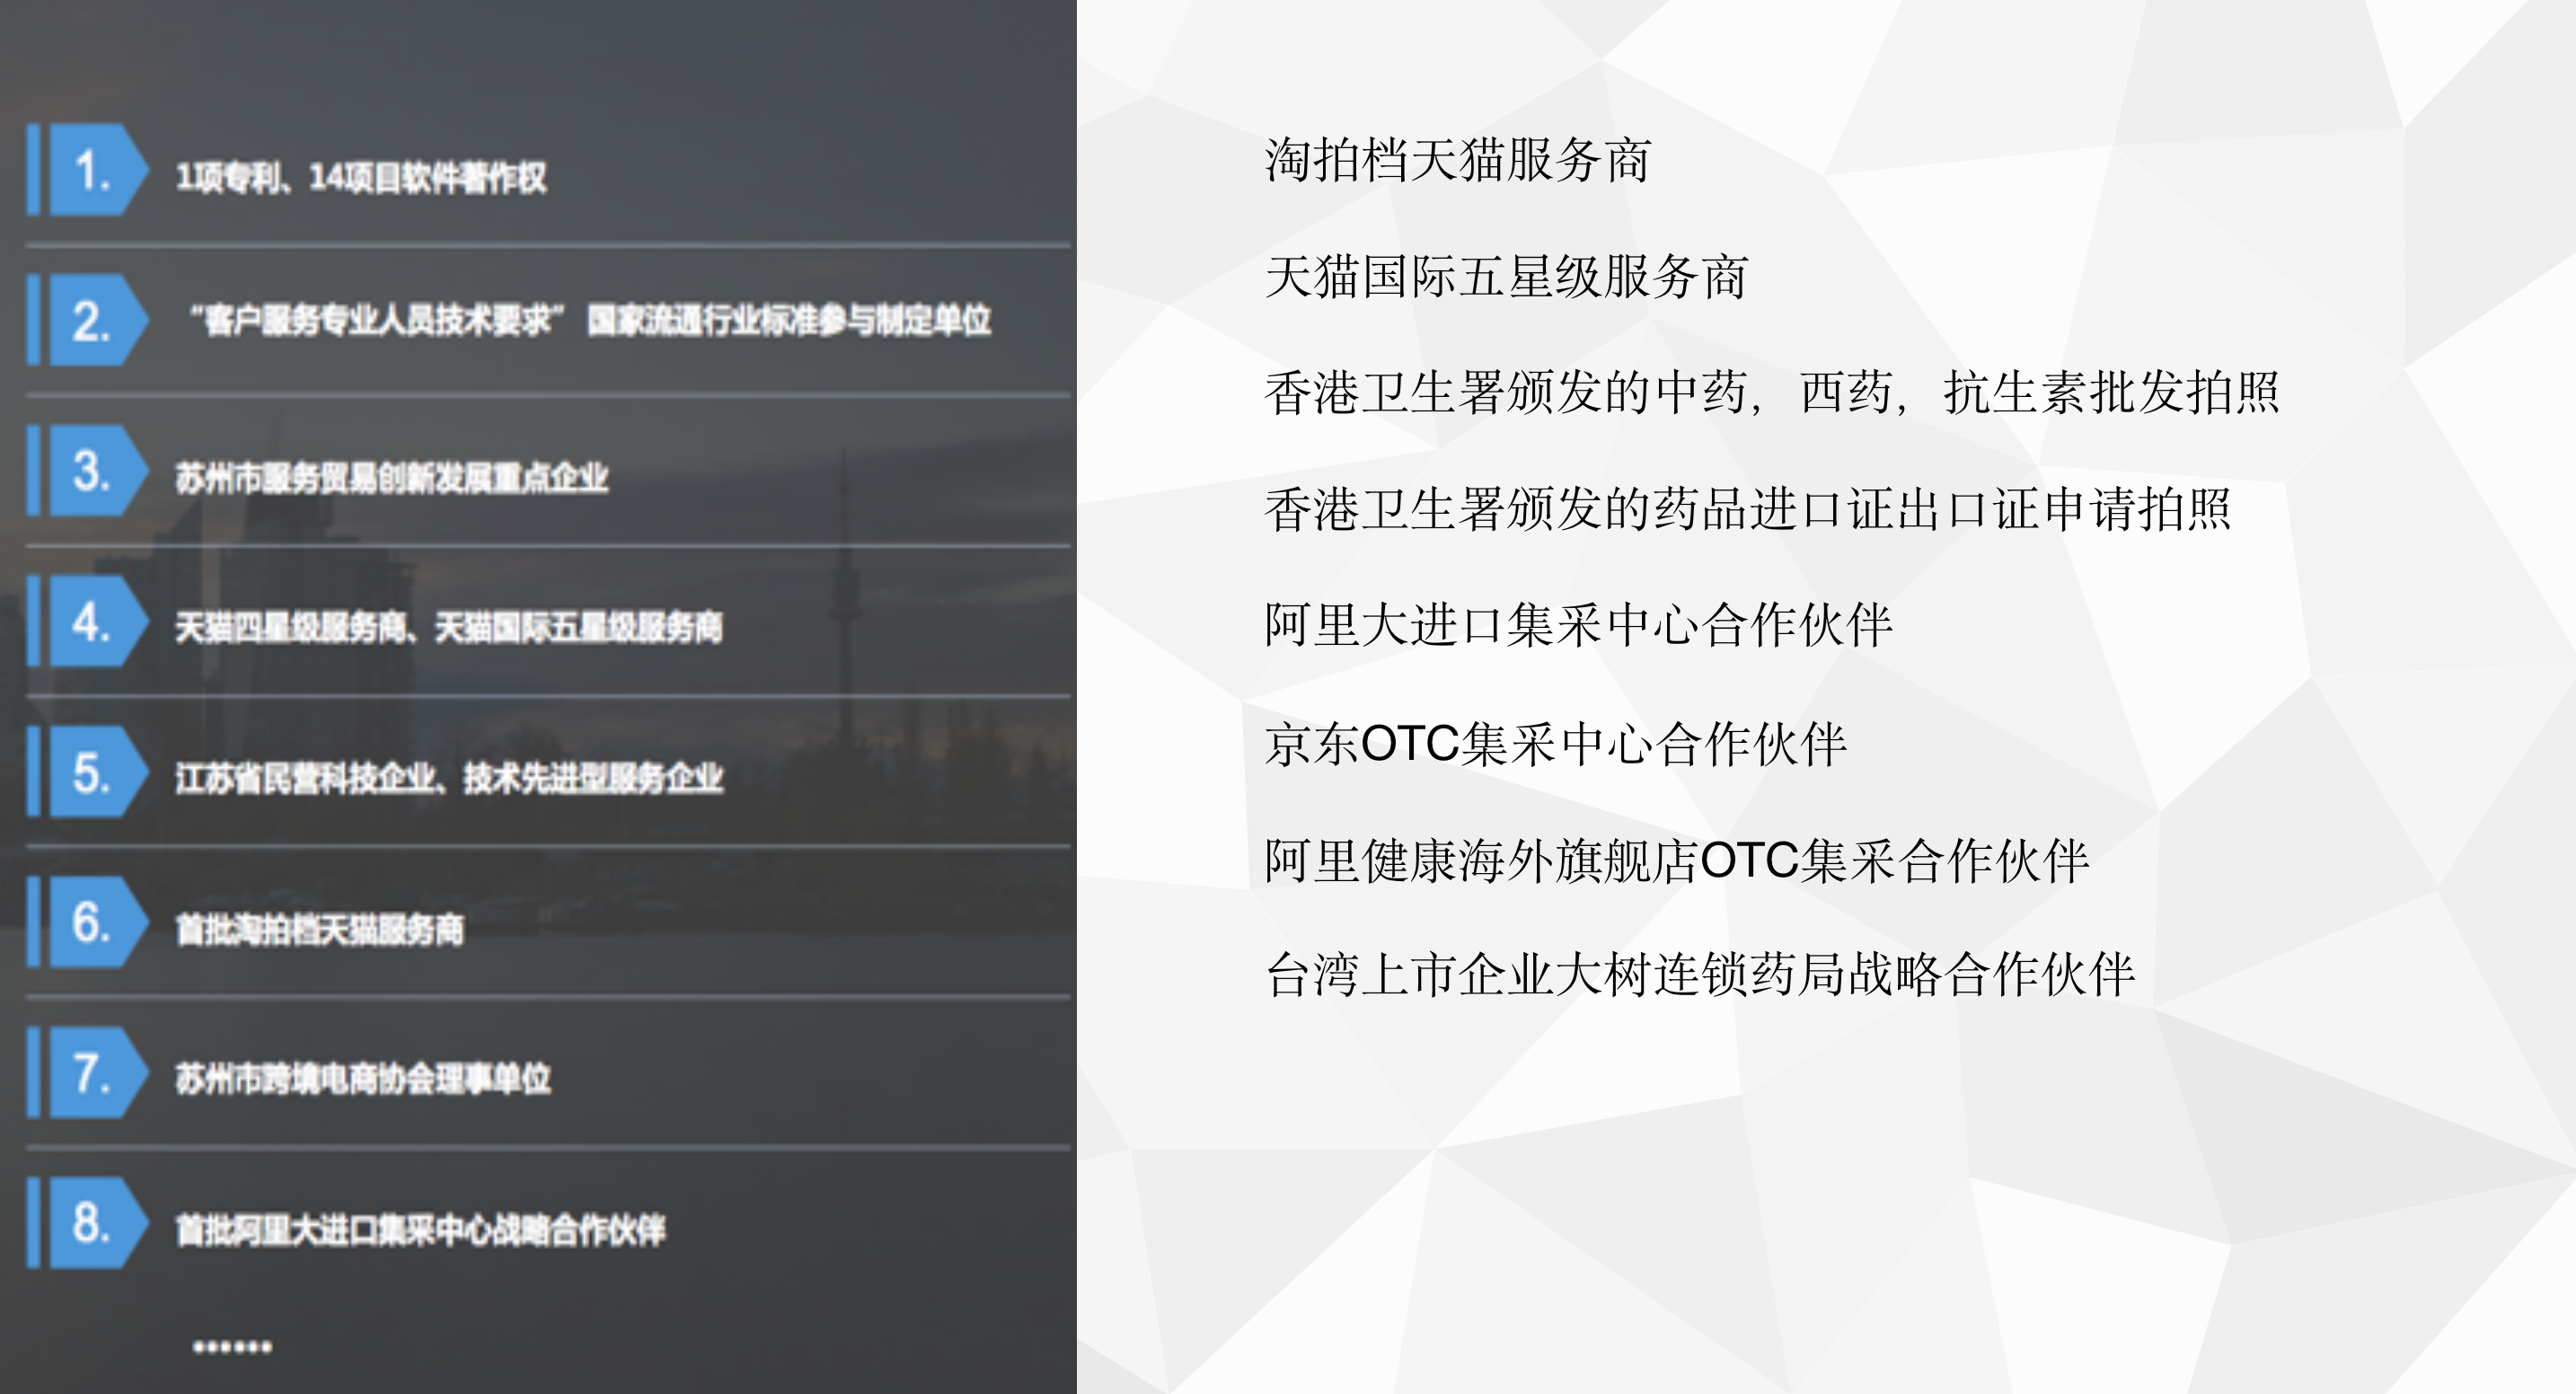 1.
1项专利、14项目软件著作权
2.
“客户服务专业人员技术要求” 国家流通行业标准参与制定单位
3.
苏州市服务贸易创新发展重点企业
4.
天猫四星级服务商、天猫国际五星级服务商
5.
江苏省民营科技企业、技术先进型服务企业
6.
首批淘拍档天猫服务商
7.
苏州市跨境电商协会理事单位
8.
首批阿里大进口集采中心战略合作伙伴
······
淘拍档天猫服务商
天猫国际五星级服务商
香港卫生署颁发的中药，西药，抗生素批发拍照
香港卫生署颁发的药品进口证出口证申请拍照
阿里大进口集采中心合作伙伴
京东OTC集采中心合作伙伴
阿里健康海外旗舰店OTC集采合作伙伴
台湾上市企业大树连锁药局战略合作伙伴